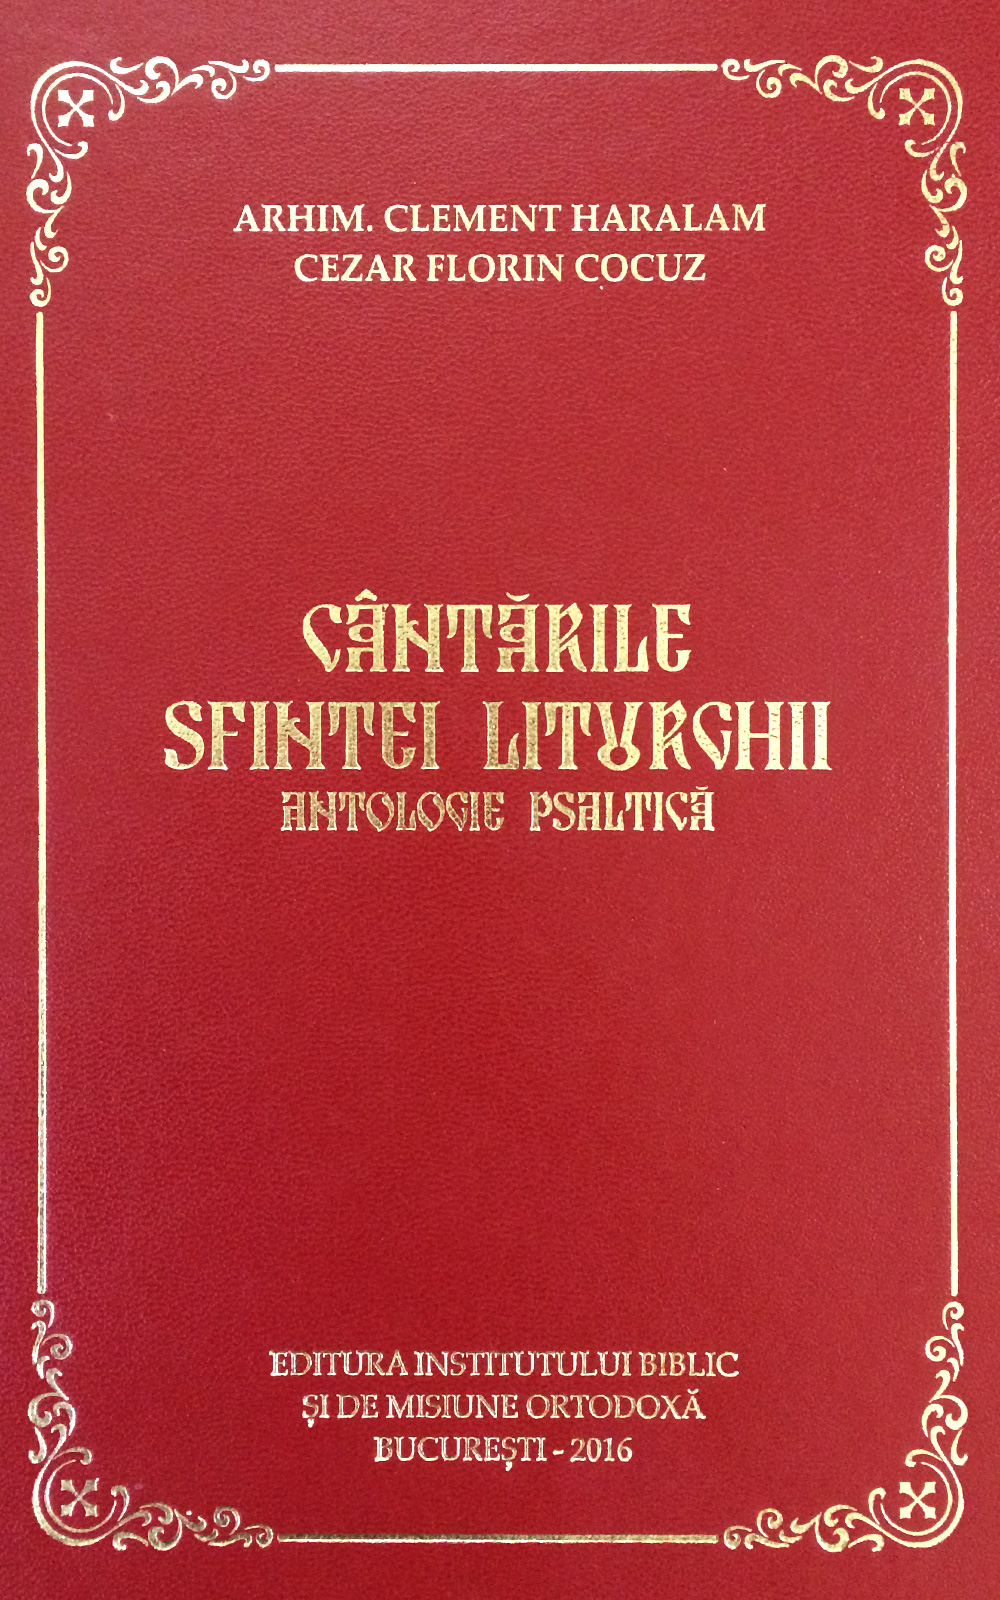 ARHIM. CLEMENT HARALAM
CEZAR FLORIN COCUZ
CÂNTĂRILE
SFINTEI LITURGHII
ANTOLOGIE PSALTICĂ
EDITURA INSTITUTULUI BIBLIC
ȘI DE MISIUNE ORTODOXĂ
BUCUREȘTI - 2016